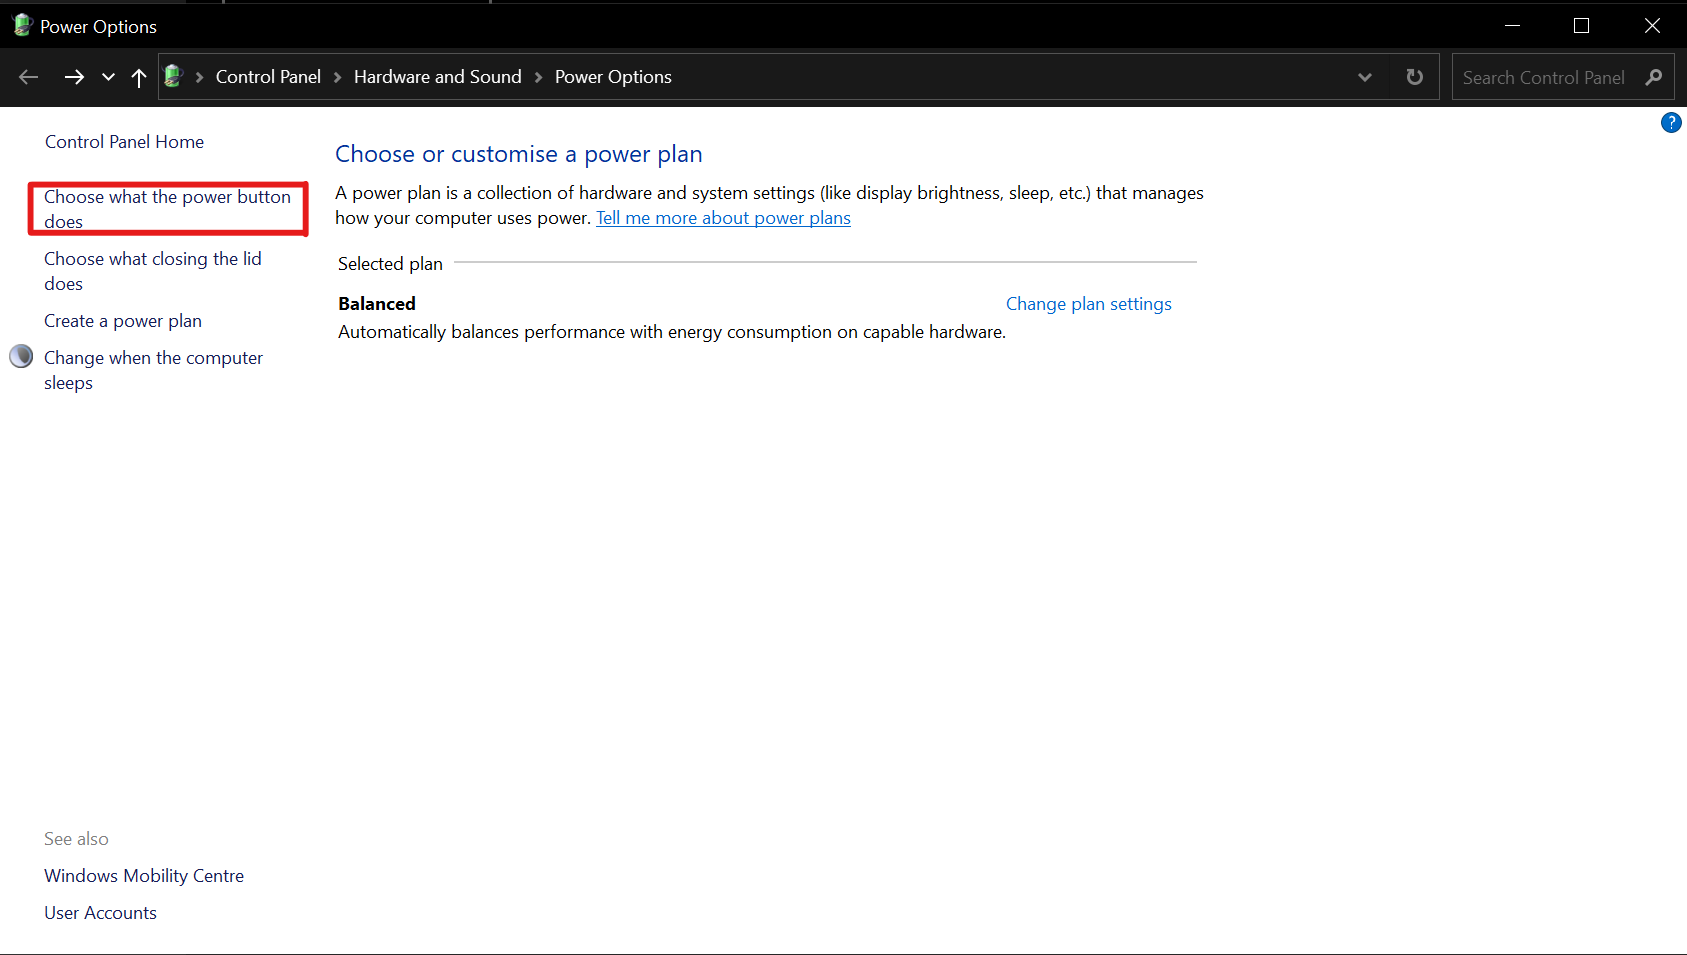 Power Options
Control Panel > Hardware and Sound > Power Options
Search Control Panel
?
Control Panel Home
Choose what the power button
does
Choose what closing the lid
does
Create a power plan
Change when the computer
sleeps
Choose or customise a power plan
A power plan is a collection of hardware and system settings (like display brightness, sleep, etc.) that manages
how your computer uses power. Tell me more about power plans
Selected plan
Balanced
Change plan settings
Automatically balances performance with energy consumption on capable hardware.
See also
Windows Mobility Centre
User Accounts